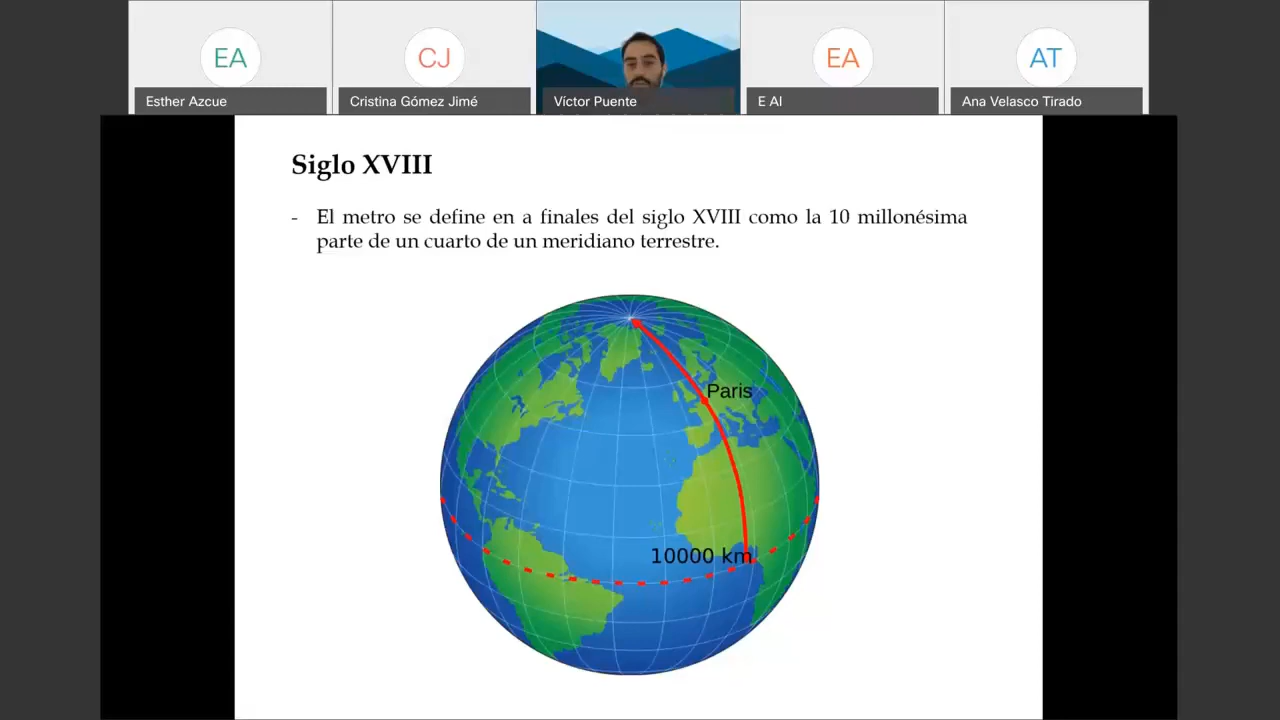 EA
CJ
EA
AT
Esther Azcue
Cristina Gómez Jimé
Víctor Puente
E Al
Ana Velasco Tirado
Siglo XVIII
- El metro se define en a finales del siglo XVIII como la 10 millonésima
parte de un cuarto de un meridiano terrestre.
Paris
10000 km